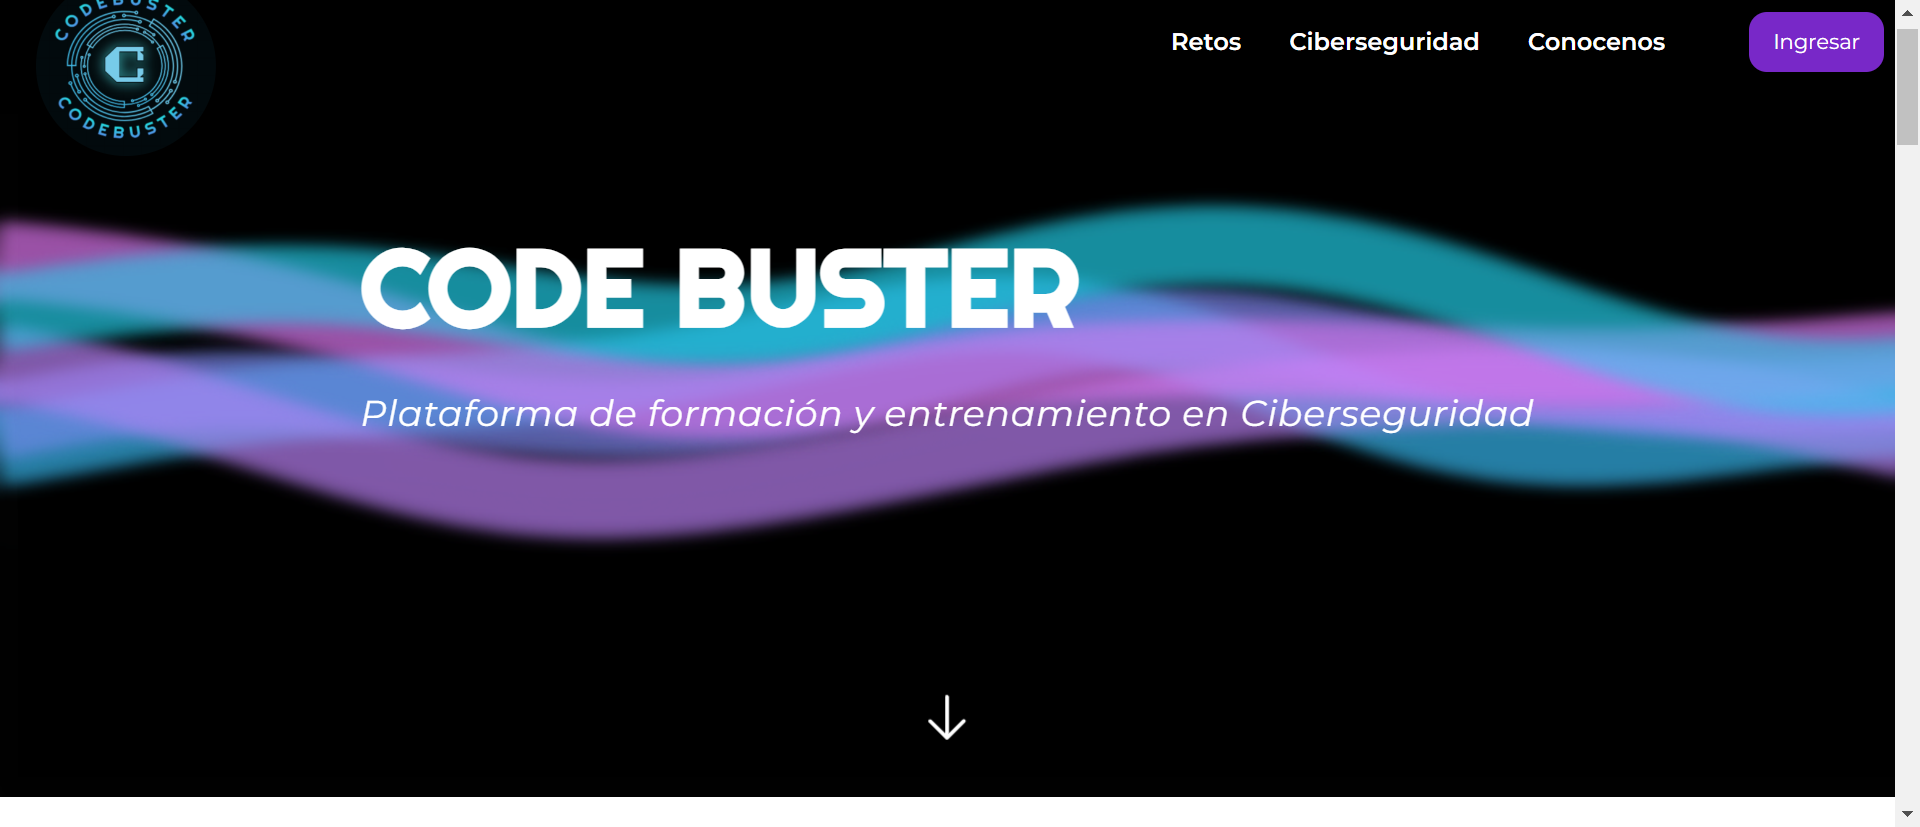 CODEBUSTER
C
CODEBUSTER
Retos
Ciberseguridad
Conocenos
Ingresar
CODE BUSTER
Plataforma de formación y entrenamiento en Ciberseguridad